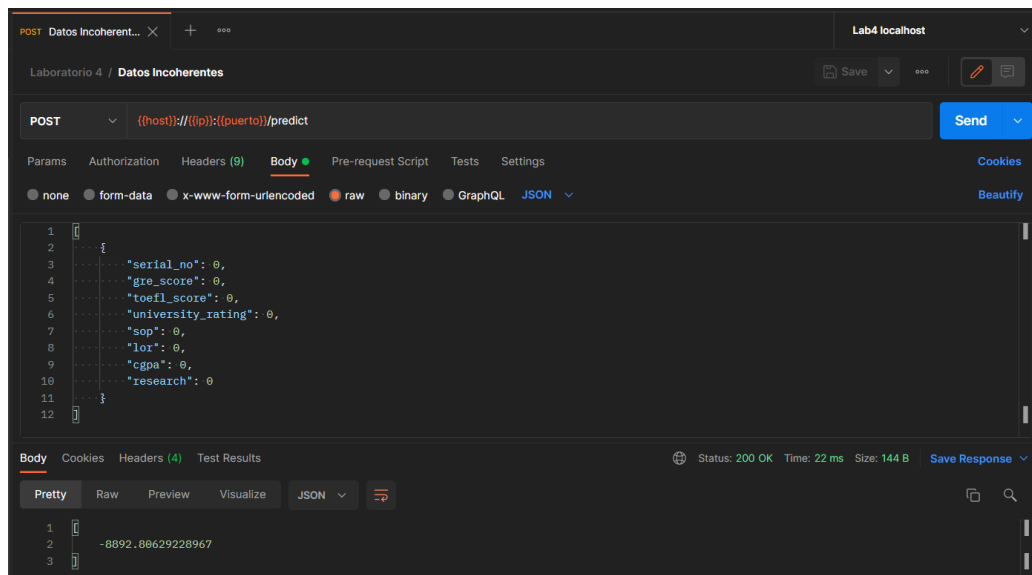 POST Datos Incoherent...
Lab4 localhost
Laboratorio 4 / Datos Incoherentes
Save
POST {{host}}://{{ip}}:{{puerto}}/predict
Send
Params Authorization Headers (9) Body Pre-request Script Tests Settings Cookies
none form-data x-www-form-urlencoded raw binary GraphQL JSON Beautify
1 [
2 {
3 "serial_no": 0,
4 "gre_score": 0,
5 "toefl_score": 0,
6 "university_rating": 0,
7 "sop": 0,
8 "lor": 0,
9 "cgpa": 0,
10 "research": 0
11 }
12 ]
Body Cookies Headers (4) Test Results Status: 200 OK Time: 22 ms Size: 144 B Save Response
Pretty Raw Preview Visualize JSON
1 [
2 -8892.80629228967
3 ]